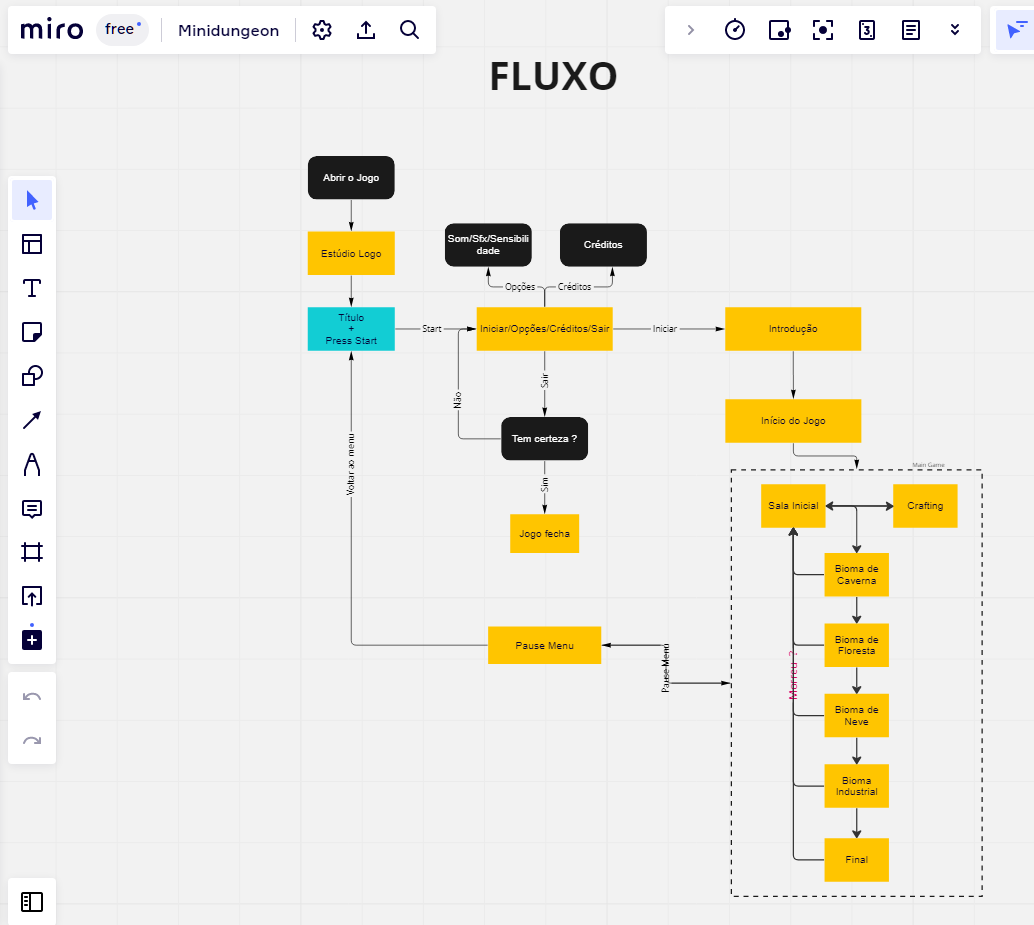 miro
free
Minidungeon
3
FLUXO
Abrir o Jogo
Estúdio Logo
Título
+
Press Start
Start
Som/Sfx/Sensibili
dade
Créditos
Opções
Créditos
Iniciar/Opções/Créditos/Sair
Iniciar
Introdução
Não
Sair
Tem certeza ?
Sim
Jogo fecha
Início do Jogo
Voltar ao menu
Pause Menu
Pause Menu
Main Game
Sala Inicial
Crafting
Bioma de
Caverna
Bioma de
Floresta
Morreu ?
Bioma de
Neve
Bioma
Industrial
Final